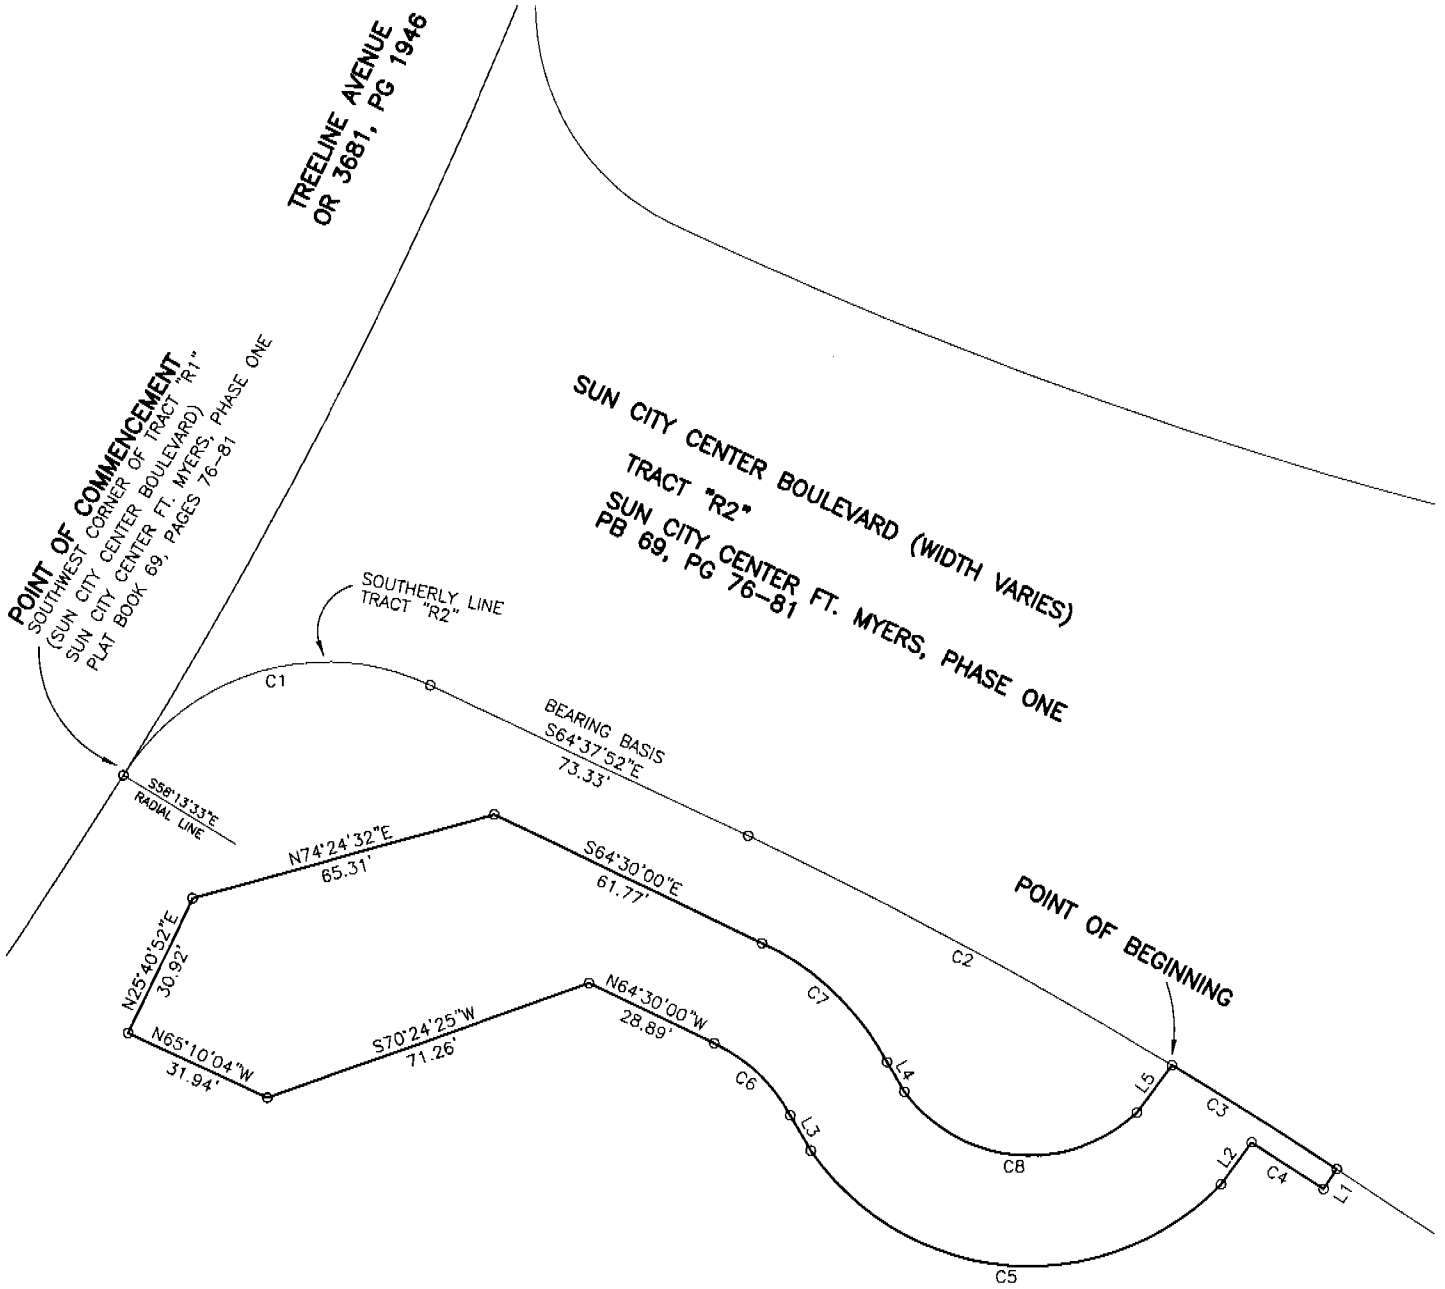 TREELINE AVENUE
OR 3681, PG 1946
POINT OF COMMENCEMENT
SOUTHWEST CORNER OF TRACT "R1"
(SUN CITY CENTER BOULEVARD)
SUN CITY CENTER FT. MYERS, PHASE ONE
PLAT BOOK 69, PAGES 76-81
SUN CITY CENTER BOULEVARD (WIDTH VARIES)
TRACT "R2"
SUN CITY CENTER FT. MYERS, PHASE ONE
PB 69, PG 76-81
SOUTHERLY LINE
TRACT "R2"
C1
BEARING BASIS
S64°37'52"E
73.33'
S58°13'33"E
RADIAL LINE
N74°24'32"E
65.31'
S64°30'00"E
61.77'
POINT OF BEGINNING
C2
N25°40'52"E
30.92'
N65°10'04"W
31.94'
S70°24'25"W
71.26'
N64°30'00"W
28.89'
C7
C6
L4
L3
L5
C3
C8
L2
C4
L1
C5